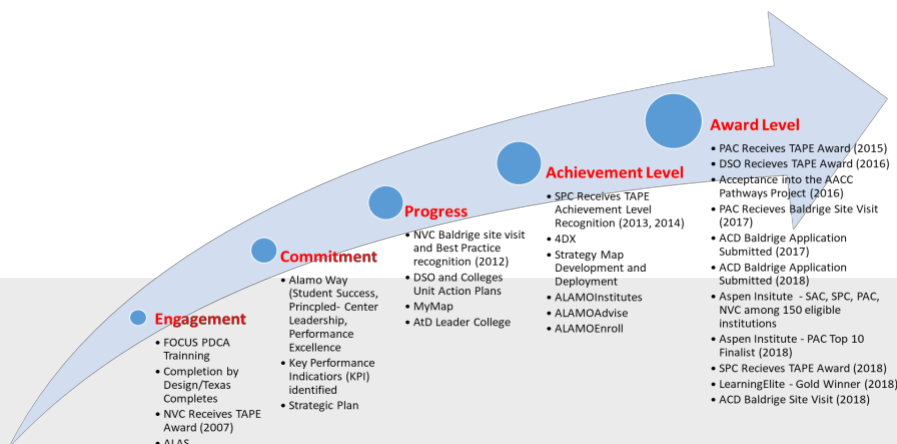 Engagement
• FOCUS PDCA
Trainning
• Completion by
Design/Texas
Completes
• NVC Receives TAPE
Award (2007)
• ALAS
Commitment
• Alamo Way
(Student Success,
Princpled- Center
Leadership,
Performance
Excellence
• Key Performance
Indicatiors (KPI)
identified
• Strategic Plan
Progress
• NVC Baldrige site visit
and Best Practice
recognition (2012)
• DSO and Colleges
Unit Action Plans
• MyMap
• AtD Leader College
Achievement Level
• SPC Receives TAPE
Achievement Level
Recognition (2013, 2014)
• 4DX
• Strategy Map
Development and
Deployment
• ALAMOInstitutes
• ALAMOAdvise
• ALAMOEnroll
Award Level
• PAC Receives TAPE Award (2015)
• DSO Recieves TAPE Award (2016)
• Acceptance into the AACC
Pathways Project (2016)
• PAC Recieves Baldrige Site Visit
(2017)
• ACD Baldrige Application
Submitted (2017)
• ACD Baldrige Application
Submitted (2018)
• Aspen Insitute - SAC, SPC, PAC,
NVC among 150 eligible
institutions
• Aspen Institute - PAC Top 10
Finalist (2018)
• SPC Recieves TAPE Award (2018)
• LearningElite - Gold Winner (2018)
• ACD Baldrige Site Visit (2018)